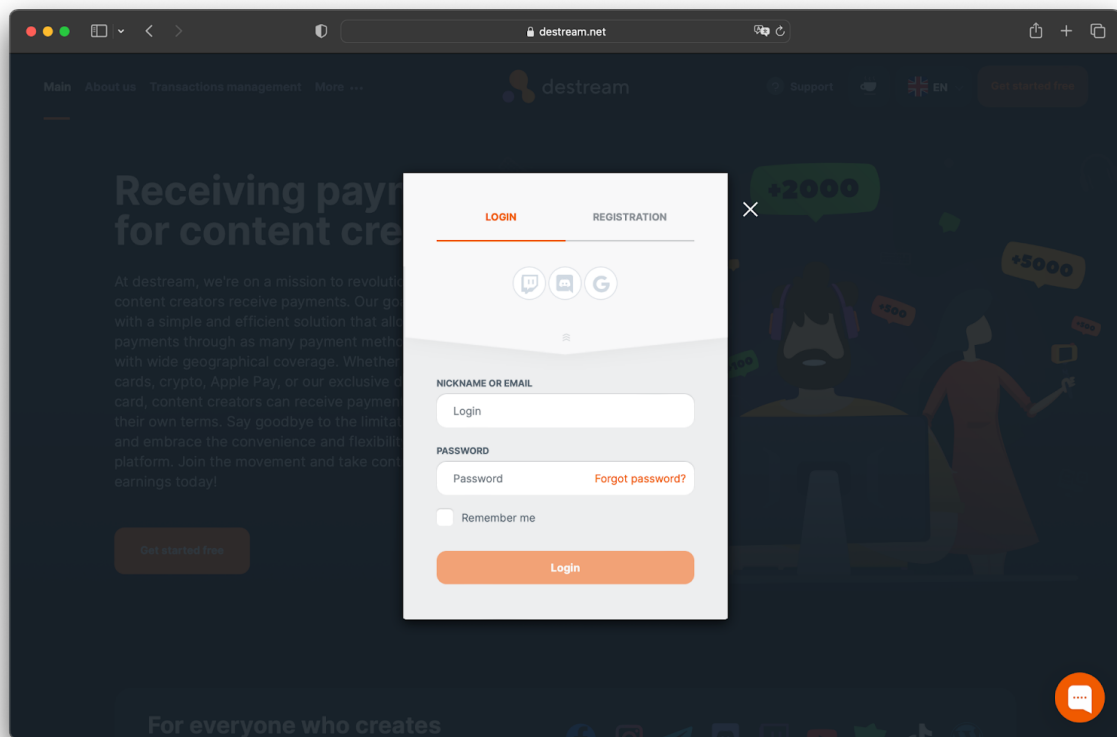 destream.net
Main About us Transactions management More ••• destream Support EN Get started free
Receiving payr
for content cre
At destream, we're on a mission to revolutio
content creators receive payments. Our goa
with a simple and efficient solution that allo
payments through as many payment metho
with wide geographical coverage. Whether
cards, crypto, Apple Pay, or our exclusive d
card, content creators can receive paymen
their own terms. Say goodbye to the limitat
and embrace the convenience and flexibilit
platform. Join the movement and take cont
earnings today!
Get started free
LOGIN REGISTRATION
NICKNAME OR EMAIL
Login
PASSWORD
Password Forgot password?
Remember me
Login
+2000
+5000
+500
+100
For everyone who creates